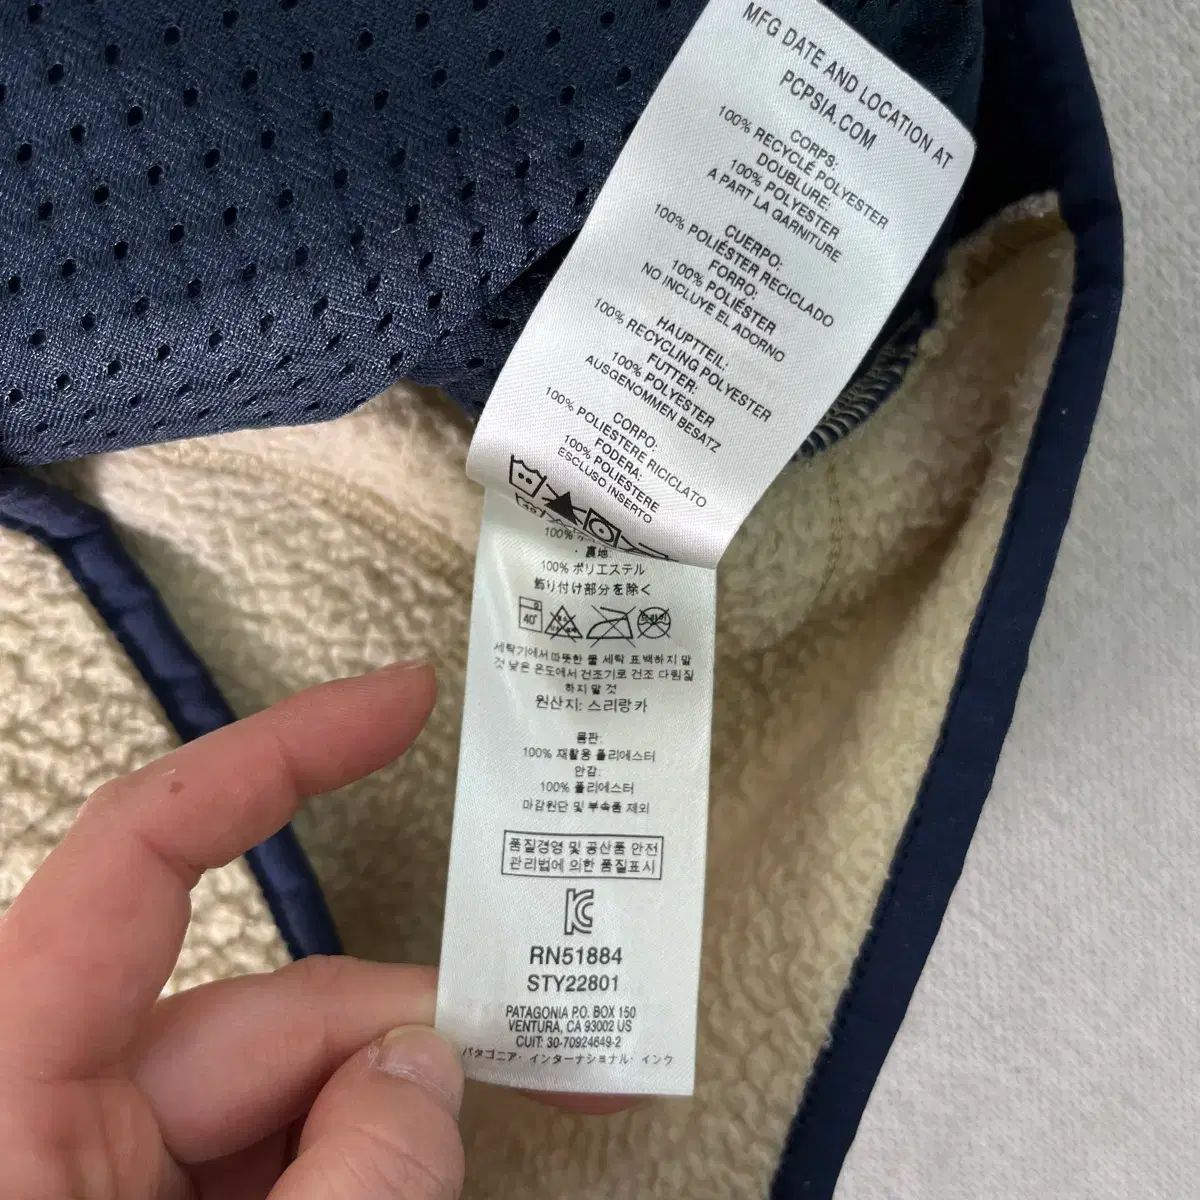 MFG DATE AND LOCATION AT
PCPSIA.COM
CORPS:
100% RECYCLÉ POLYESTER
DOUBLURE:
100% POLYESTER
A PART LA GARNITURE
CUERPO:
100% POLIÉSTER RECICLADO
FORRO:
100% POLIÉSTER
NO INCLUYE EL ADORNO
HAUPTTEIL:
100% RECYCLING POLYESTER
FUTTER:
100% POLYESTER
AUSGENOMMEN BESATZ
CORPO:
100% POLIESTERE RICICLATO
FODERA:
100% POLIESTERE
ESCLUSO INSERTO
100%
・裏地:
100% ポリエステル
飾り付け部分を除く
40°
세탁기에서 따뜻한 물 세탁 표백하지 말
것 낮은 온도에서 건조기로 건조 다림질
하지 말 것
원산지: 스리랑카
몸판:
100% 재활용 폴리에스터
안감:
100% 폴리에스터
마감원단 및 부속품 제외
품질경영 및 공산품 안전
관리법에 의한 품질표시
RN51884
STY22801
PATAGONIA P.O. BOX 150
VENTURA, CA 93002 US
CUIT: 30-70924649-2
パタゴニア・インターナショナル・インク